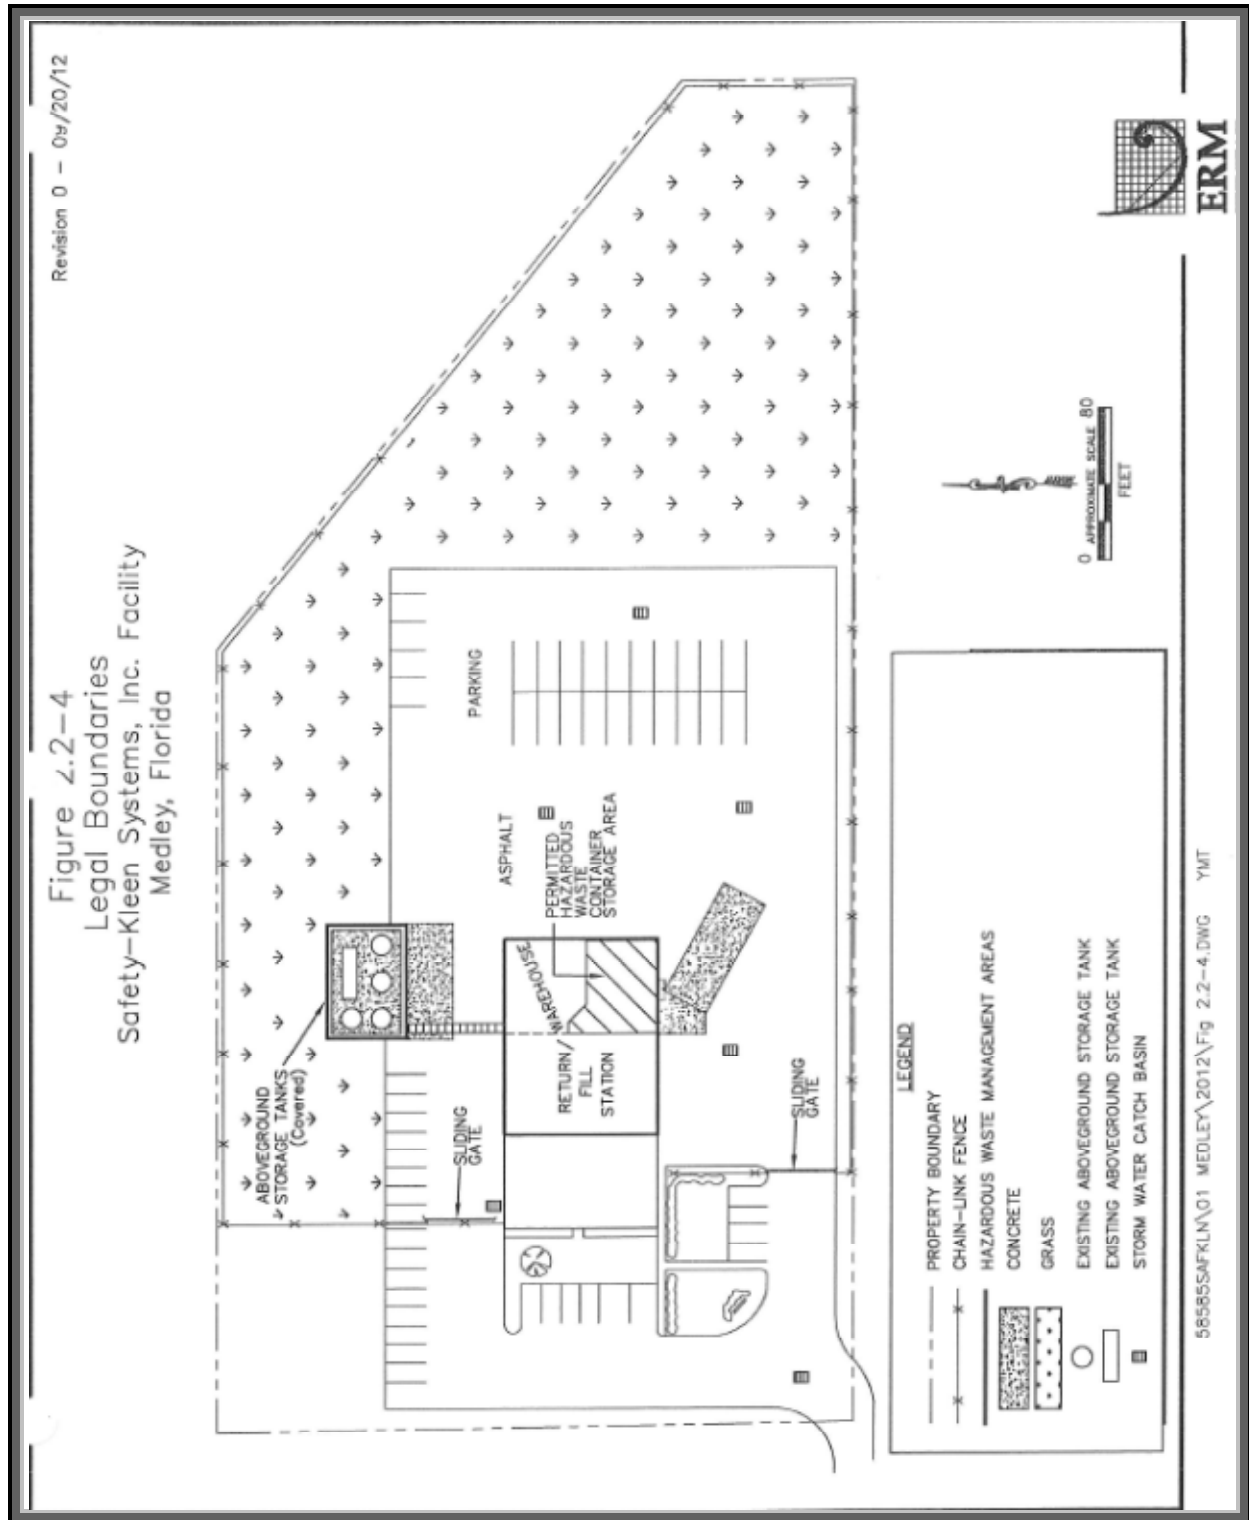 Revision 0 – 09/20/12
Figure 2.2–4
Legal Boundaries
Safety–Kleen Systems, Inc. Facility
Medley, Florida
ABOVEGROUND
STORAGE TANKS
(Covered)
SLIDING
GATE
PARKING
ASPHALT
WAREHOUSE
PERMITTED
HAZARDOUS
WASTE
CONTAINER
STORAGE AREA
RETURN/
FILL
STATION
SLIDING
GATE
0 APPROXIMATE SCALE 80
FEET
LEGEND
PROPERTY BOUNDARY
CHAIN–LINK FENCE
HAZARDOUS WASTE MANAGEMENT AREAS
CONCRETE
GRASS
EXISTING ABOVEGROUND STORAGE TANK
EXISTING ABOVEGROUND STORAGE TANK
STORM WATER CATCH BASIN
58585SAFKLN\01 MEDLEY\2012\Fig 2.2–4.DWG YMT
ERM